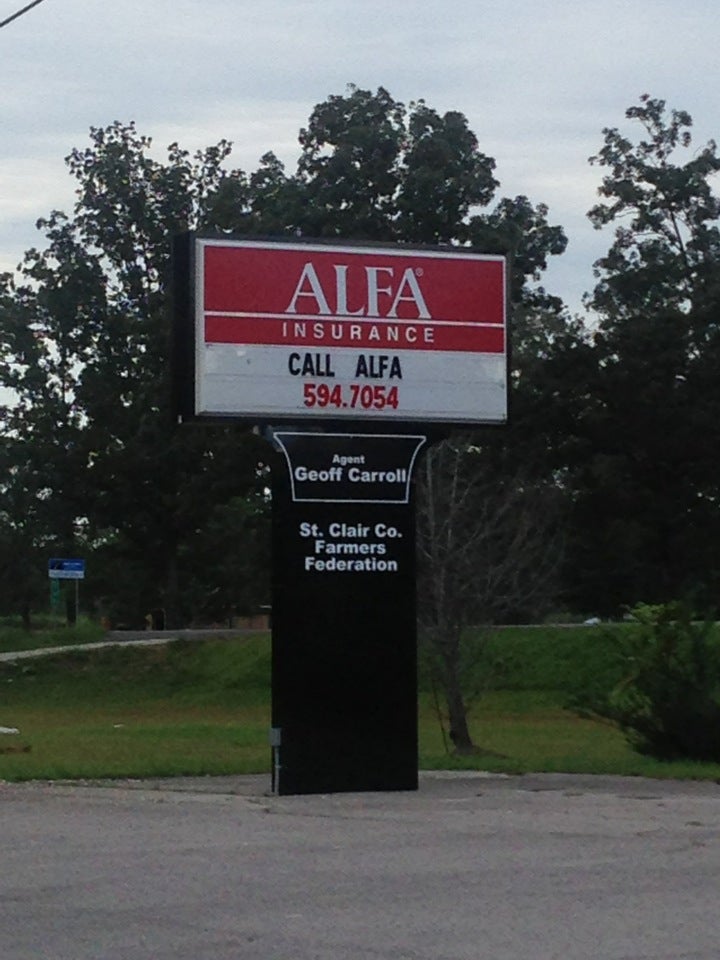 ALFA®
INSURANCE
CALL ALFA
594.7054
Agent
Geoff Carroll
St. Clair Co.
Farmers
Federation